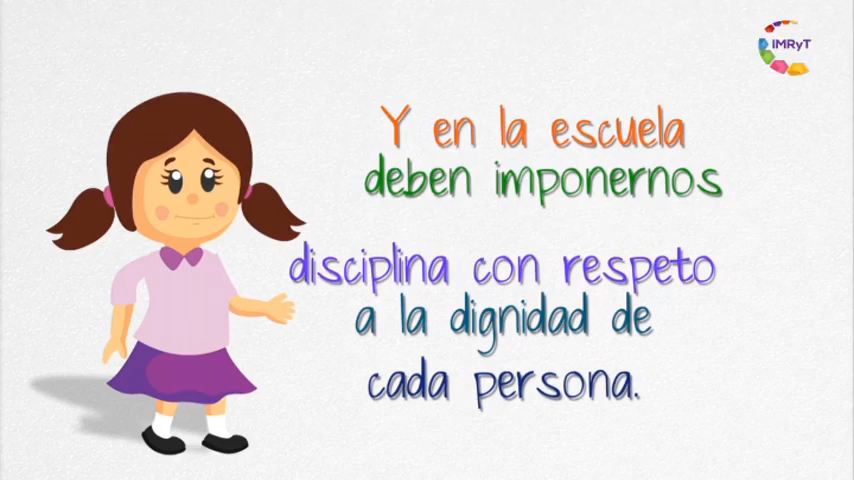 IMRyT
Y en la escuela
deben imponernos
disciplina con respeto
a la dignidad de
cada persona.